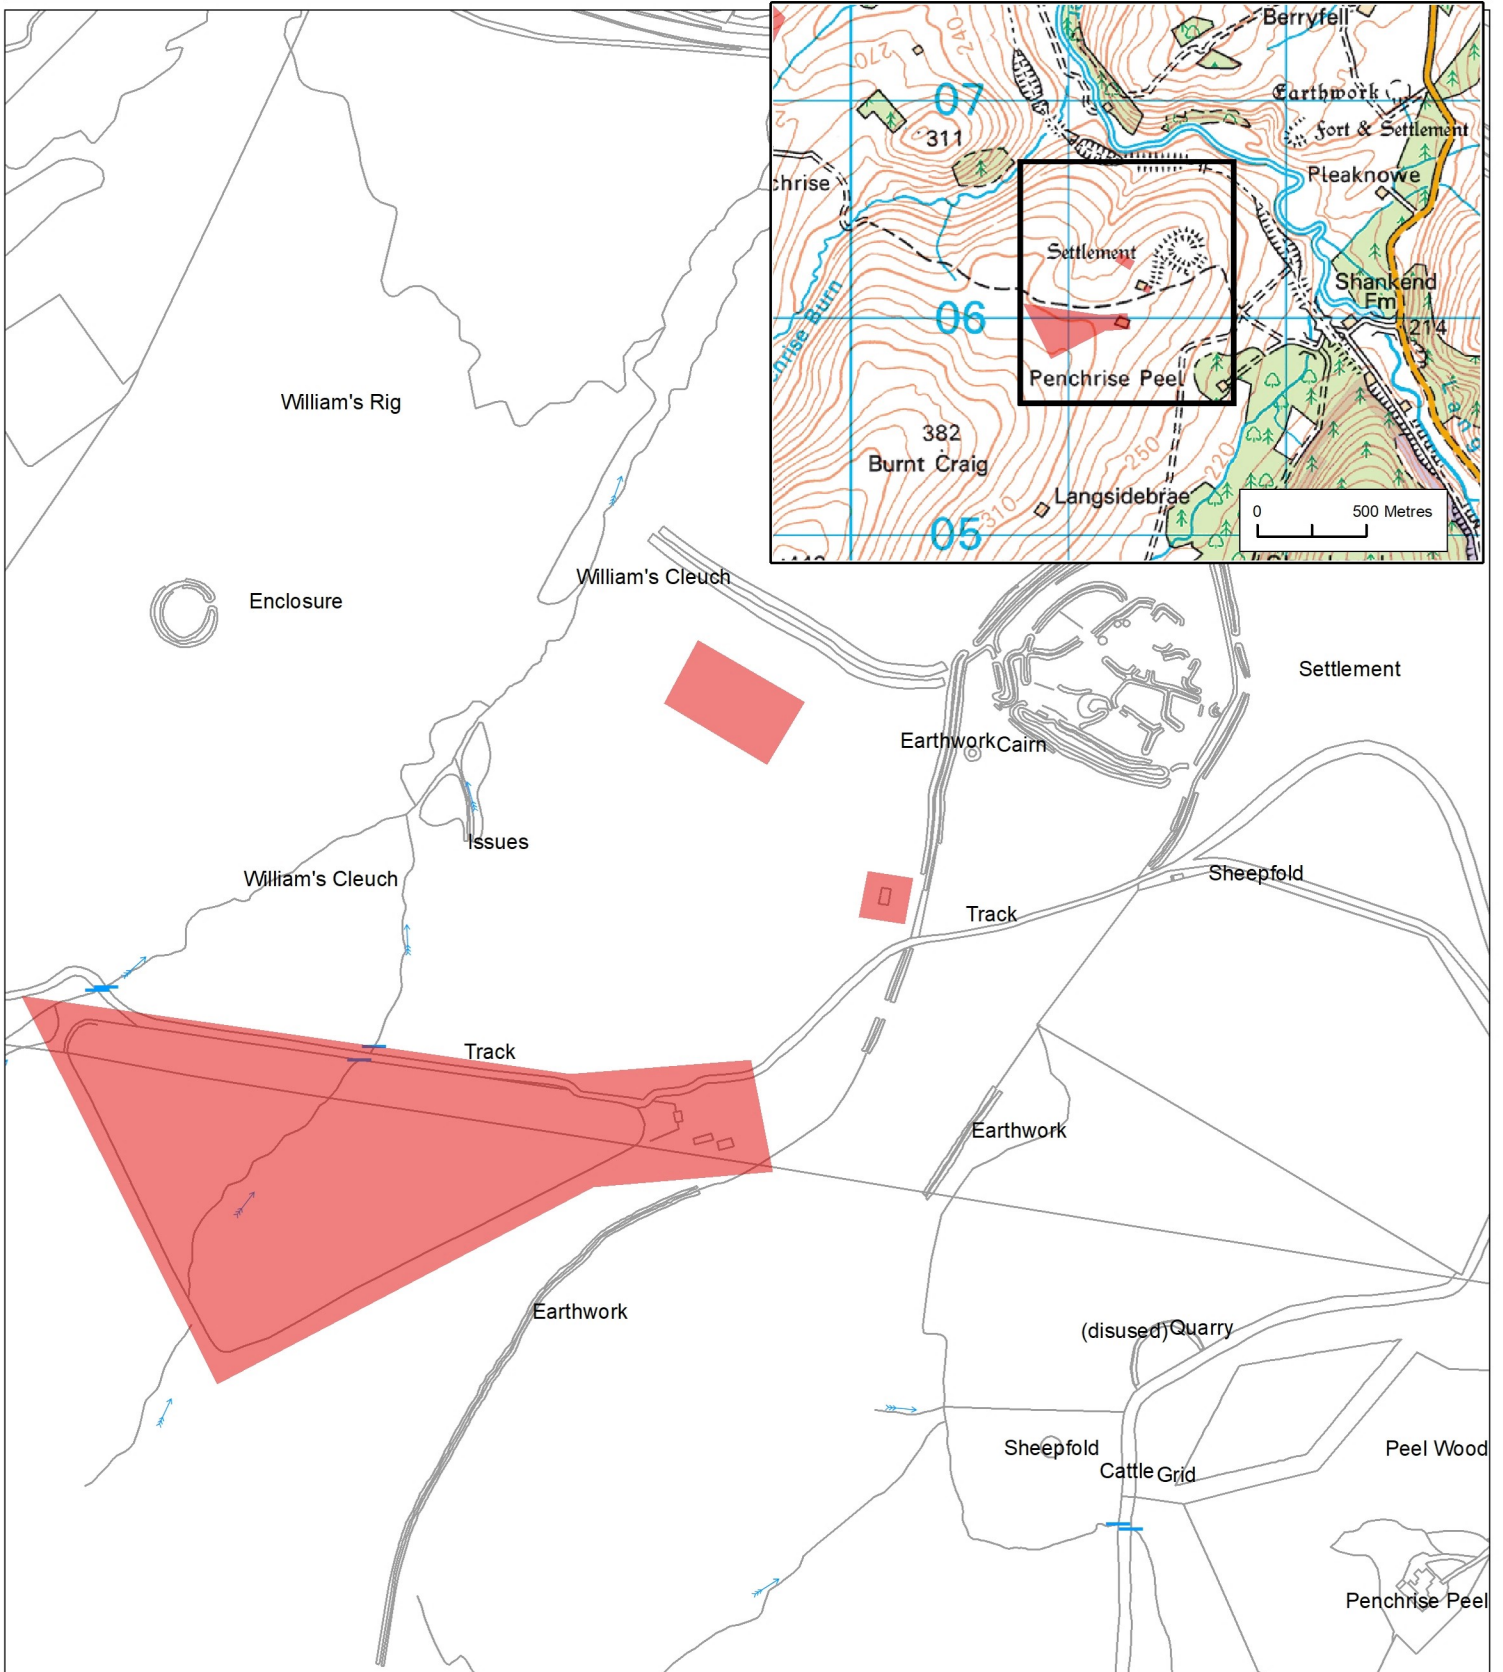 Berryfell
240
270
07
Earthwork
311
Fort & Settlement
chrise
Pleaknowe
Settlement
Shankend
Fm
06
214
Penchrise Peel
382
Burnt Craig
250
220
Langsidebrae
310
05
0 500 Metres
William's Rig
William's Cleuch
Enclosure
Settlement
Earthwork
Cairn
Issues
William's Cleuch
Sheepfold
Track
Track
Earthwork
Earthwork
(disused)
Quarry
Sheepfold
Peel Wood
Cattle Grid
Penchrise Peel